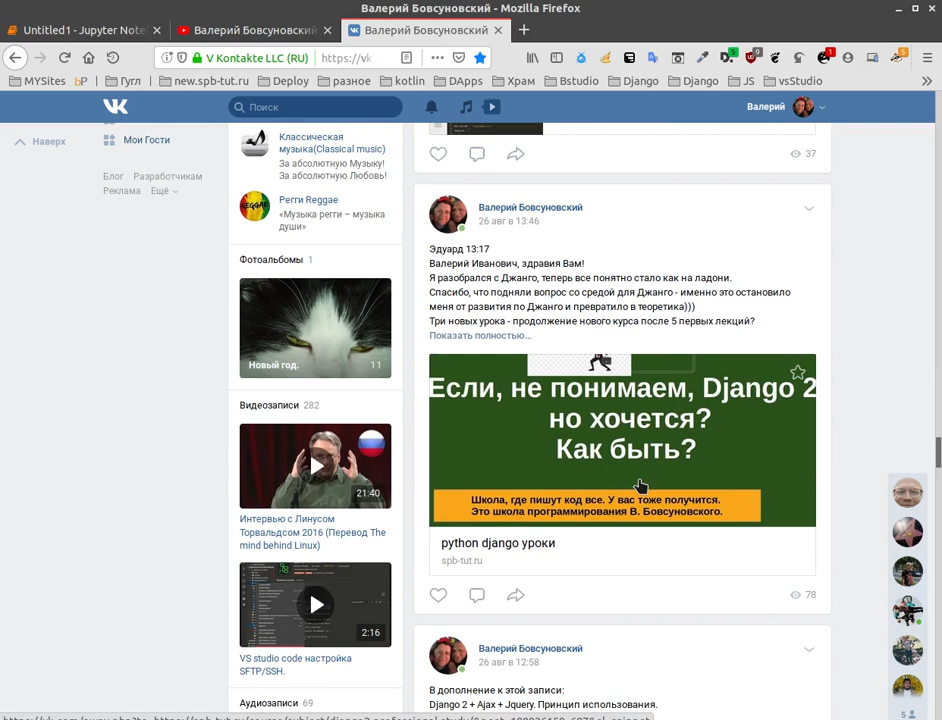 Валерий Бовсуновский - Mozilla Firefox
Untitled1 - Jupyter Note
Валерий Бовсуновский
Валерий Бовсуновский
V Kontakte LLC (RU)
https://vk
MYSites
Гугл
new.spb-tut.ru
Deploy
разное
kotlin
DApps
Храм
Bstudio
Django
Django
JS
vsStudio
Поиск
Валерий
Наверх
Мои Гости
Блог Разработчикам
Реклама Ещё
Классическая
музыка(Classical music)
За абсолютную Музыку!
За абсолютную Любовь!
REGGAE
Регги Reggae
«Музыка регги – музыка
души»
Фотоальбомы 1
Новый год. 11
Видеозаписи 282
21:40
Интервью с Линусом
Торвальдсом 2016 (Перевод The
mind behind Linux)
2:16
VS studio code настройка
SFTP/SSH.
Аудиозаписи 69
37
Валерий Бовсуновский
26 авг в 13:46
Эдуард 13:17
Валерий Иванович, здравия Вам!
Я разобрался с Джанго, теперь все понятно стало как на ладони.
Спасибо, что подняли вопрос со средой для Джанго - именно это остановило
меня от развития по Джанго и превратило в теоретика)))
Три новых урока - продолжение нового курса после 5 первых лекций?
Показать полностью...
Если, не понимаем, Django 2
но хочется?
Как быть?
Школа, где пишут код все. У вас тоже получится.
Это школа программирования В. Бовсуновского.
python django уроки
spb-tut.ru
78
Валерий Бовсуновский
26 авг в 12:58
В дополнение к этой записи:
Django 2 + Ajax + Jquery. Принцип использования.
5